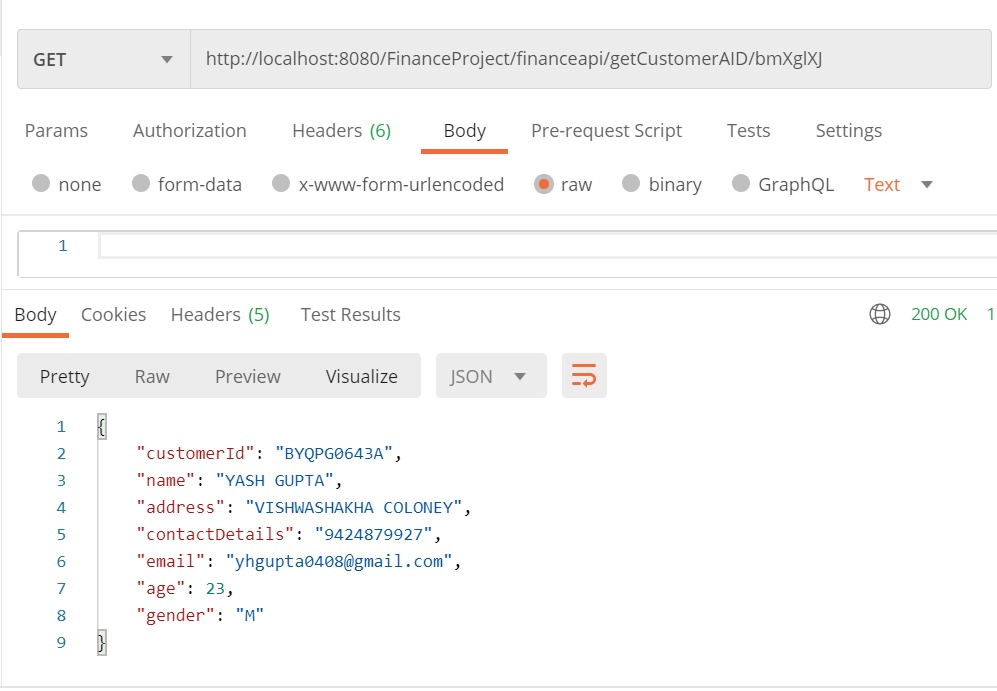 GET http://localhost:8080/FinanceProject/financeapi/getCustomerAID/bmXglXJ
Params Authorization Headers (6) Body Pre-request Script Tests Settings
none form-data x-www-form-urlencoded raw binary GraphQL Text
1
Body Cookies Headers (5) Test Results 200 OK 1
Pretty Raw Preview Visualize JSON
1 {
2 "customerId": "BYQPG0643A",
3 "name": "YASH GUPTA",
4 "address": "VISHWASHAKHA COLONEY",
5 "contactDetails": "9424879927",
6 "email": "yhgupta0408@gmail.com",
7 "age": 23,
8 "gender": "M"
9 }